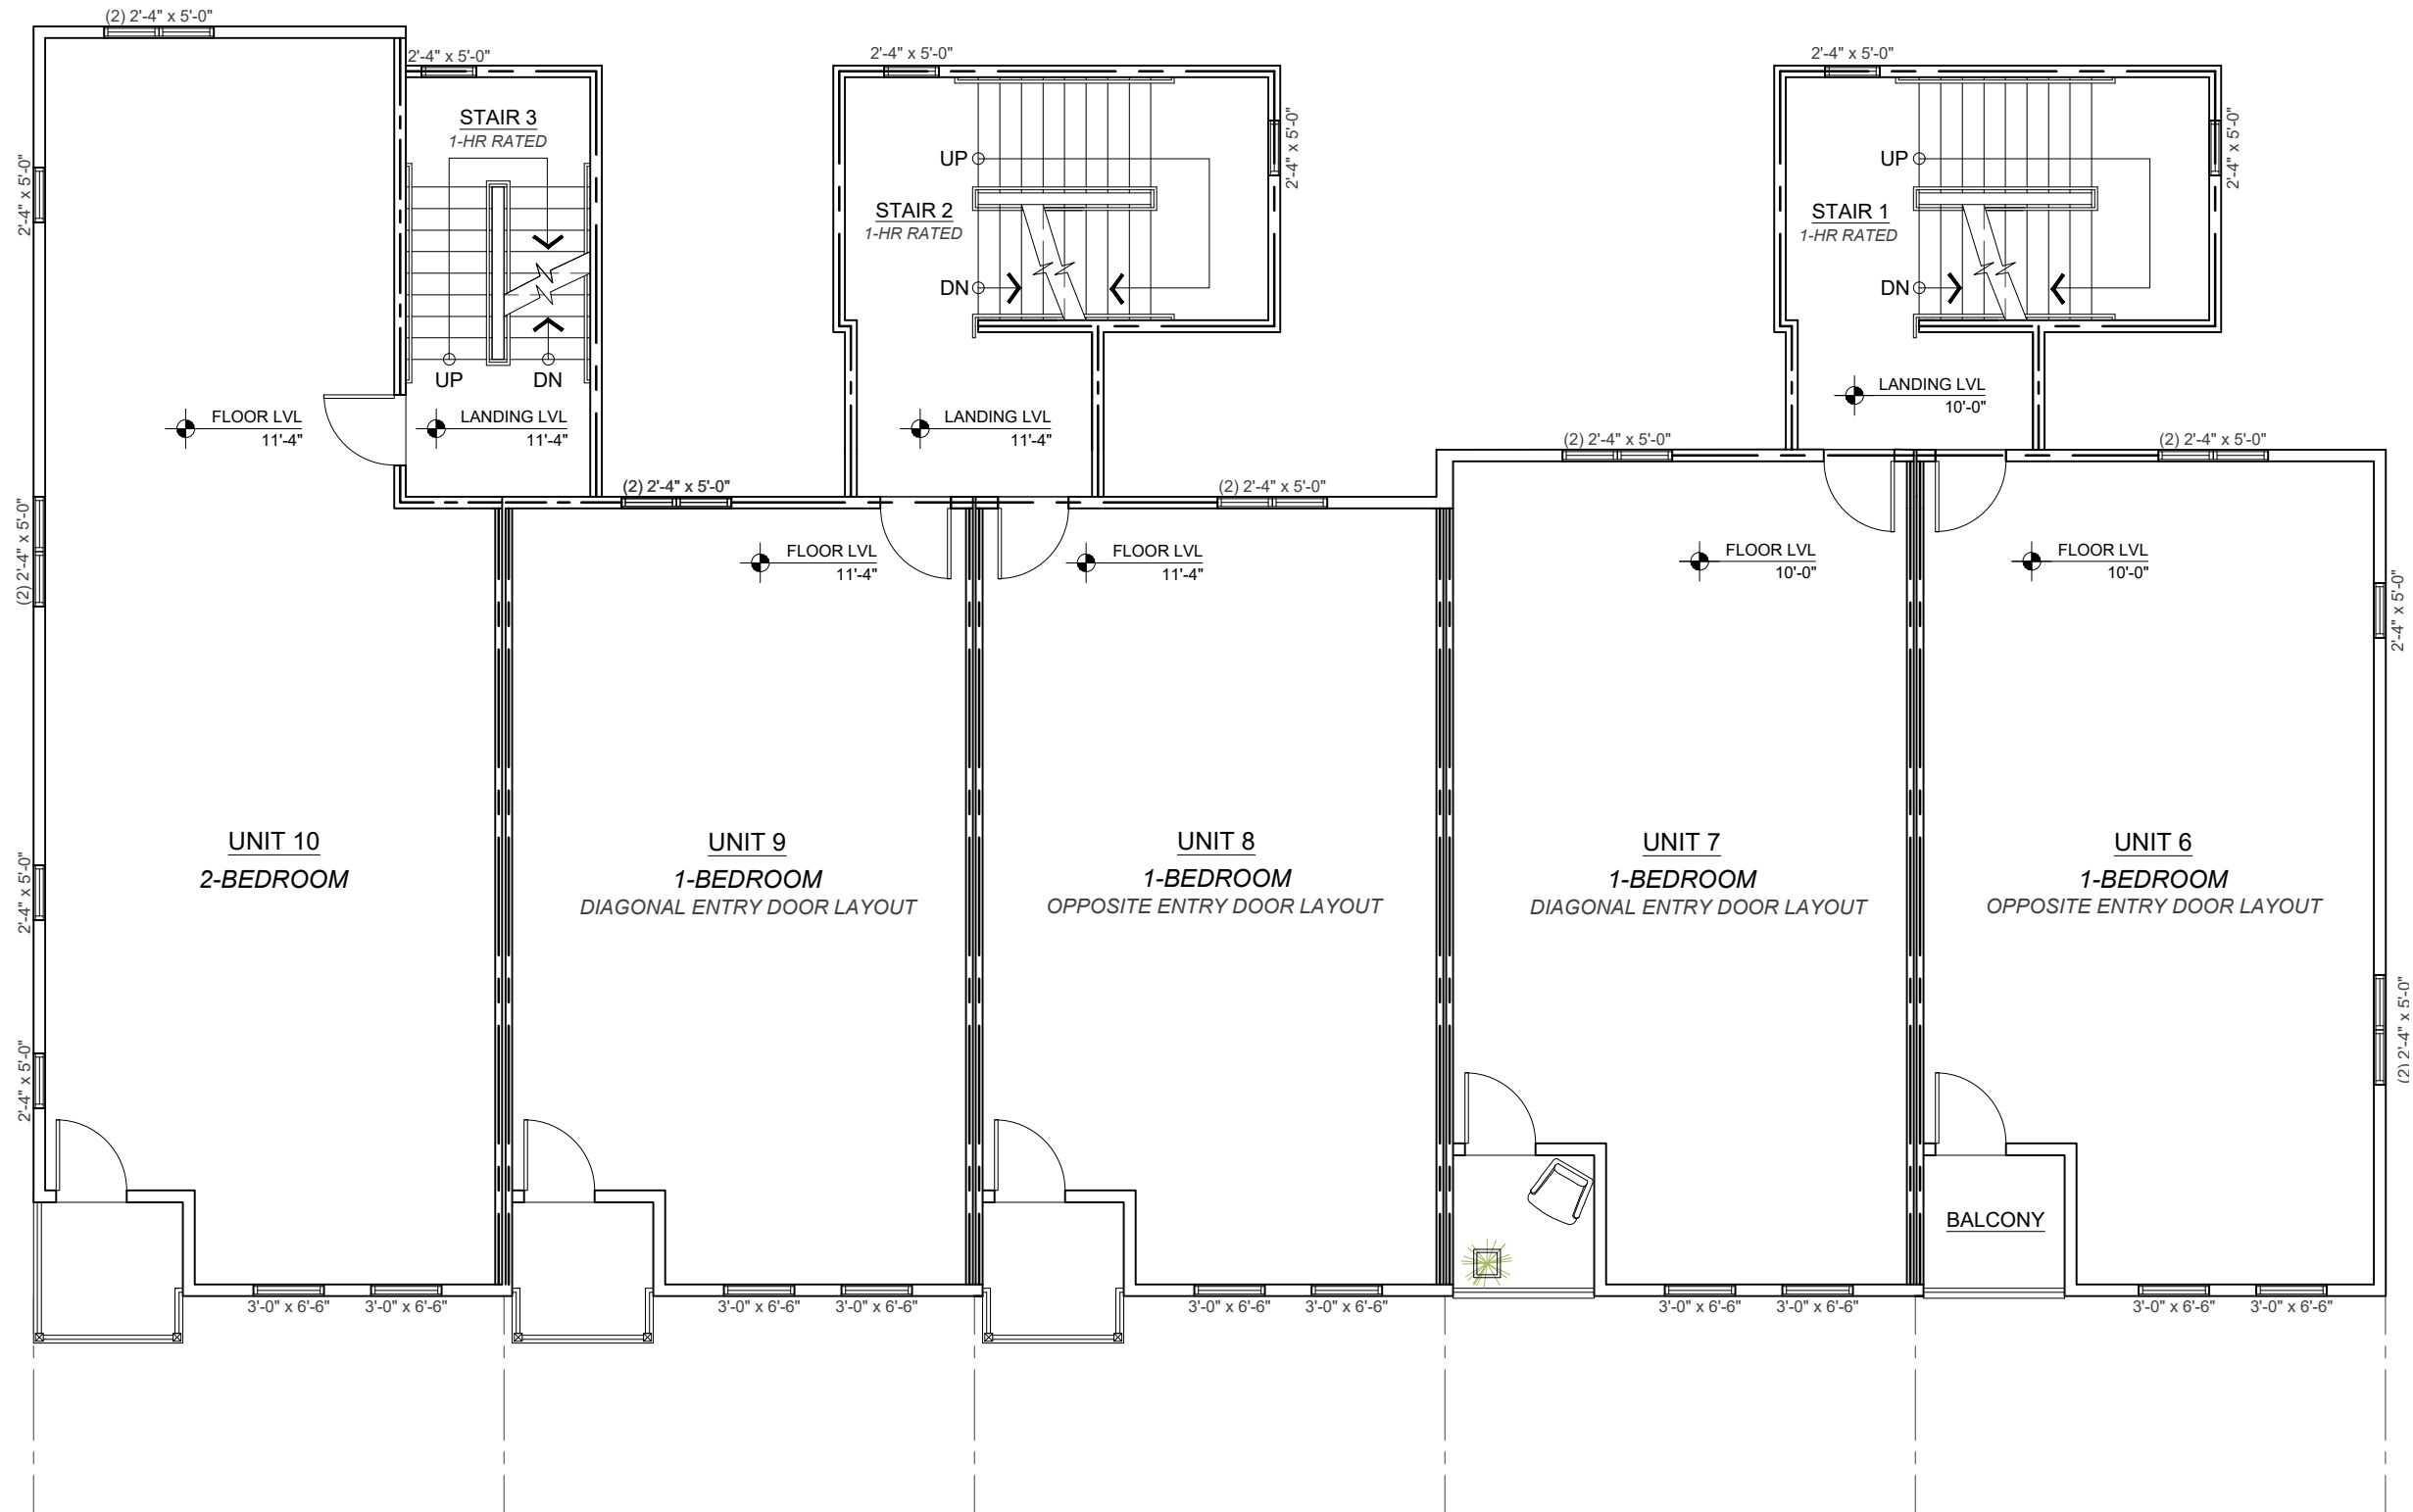 (2) 2'-4" x 5'-0"
2'-4" x 5'-0"
2'-4" x 5'-0"
2'-4" x 5'-0"
STAIR 3
1-HR RATED
2'-4" x 5'-0"
2'-4" x 5'-0"
2'-4" x 5'-0"
UP
UP
STAIR 2
1-HR RATED
STAIR 1
1-HR RATED
DN
DN
UP
DN
FLOOR LVL
11'-4"
LANDING LVL
11'-4"
LANDING LVL
11'-4"
LANDING LVL
10'-0"
(2) 2'-4" x 5'-0"
(2) 2'-4" x 5'-0"
(2) 2'-4" x 5'-0"
(2) 2'-4" x 5'-0"
(2) 2'-4" x 5'-0"
FLOOR LVL
11'-4"
FLOOR LVL
11'-4"
FLOOR LVL
10'-0"
FLOOR LVL
10'-0"
2'-4" x 5'-0"
UNIT 10
2-BEDROOM
UNIT 9
1-BEDROOM
DIAGONAL ENTRY DOOR LAYOUT
UNIT 8
1-BEDROOM
OPPOSITE ENTRY DOOR LAYOUT
UNIT 7
1-BEDROOM
DIAGONAL ENTRY DOOR LAYOUT
UNIT 6
1-BEDROOM
OPPOSITE ENTRY DOOR LAYOUT
2'-4" x 5'-0"
2'-4" x 5'-0"
(2) 2'-4" x 5'-0"
BALCONY
3'-0" x 6'-6"
3'-0" x 6'-6"
3'-0" x 6'-6"
3'-0" x 6'-6"
3'-0" x 6'-6"
3'-0" x 6'-6"
3'-0" x 6'-6"
3'-0" x 6'-6"
3'-0" x 6'-6"
3'-0" x 6'-6"